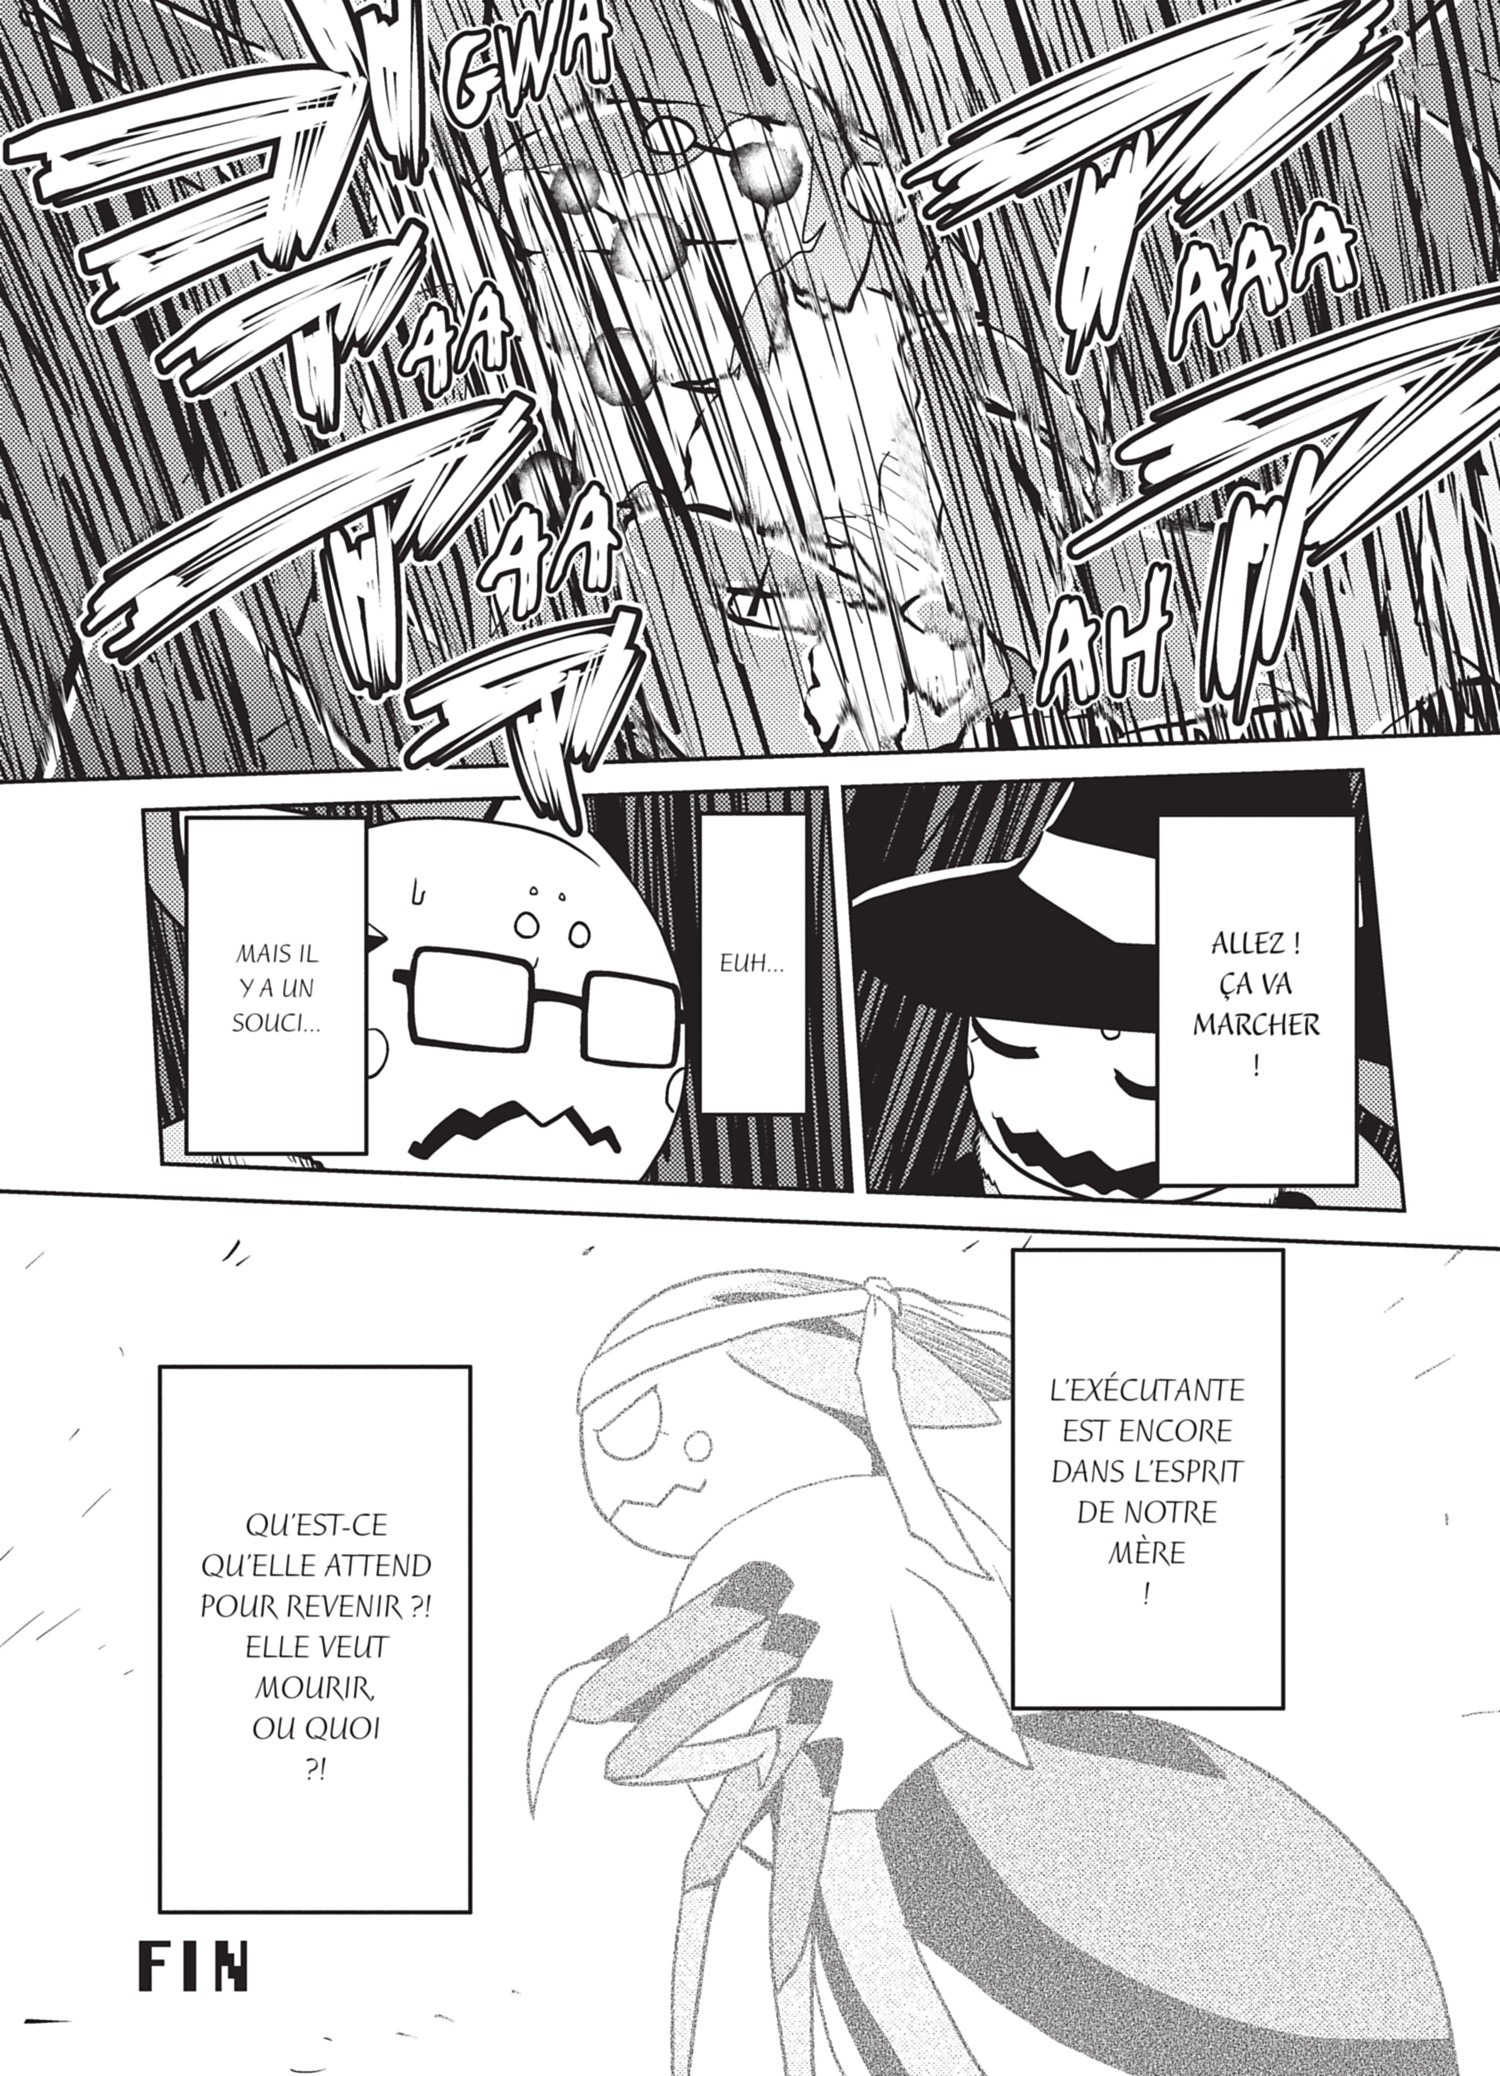 GWA
AAA
AA
AA
AH
ALLEZ !
ÇA VA
MARCHER
!
EUH...
MAIS IL
Y A UN
SOUCI...
L'EXÉCUTANTE
EST ENCORE
DANS L'ESPRIT
DE NOTRE
MÈRE
!
QU'EST-CE
QU'ELLE ATTEND
POUR REVENIR ?!
ELLE VEUT
MOURIR,
OU QUOI
?!
FIN